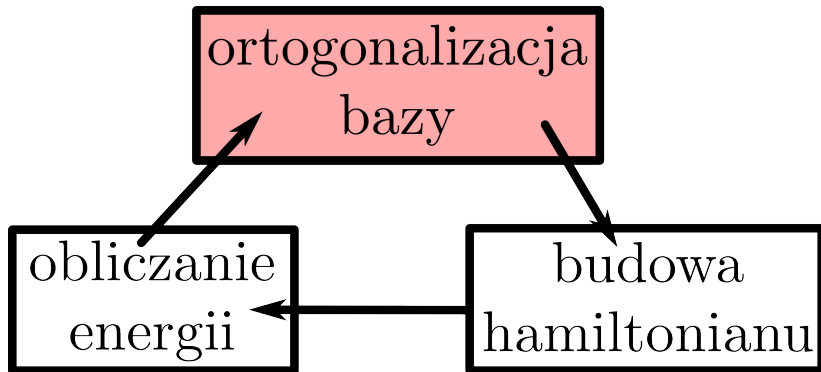 ortogonalizacja
bazy
obliczanie
energii
budowa
hamiltonianu